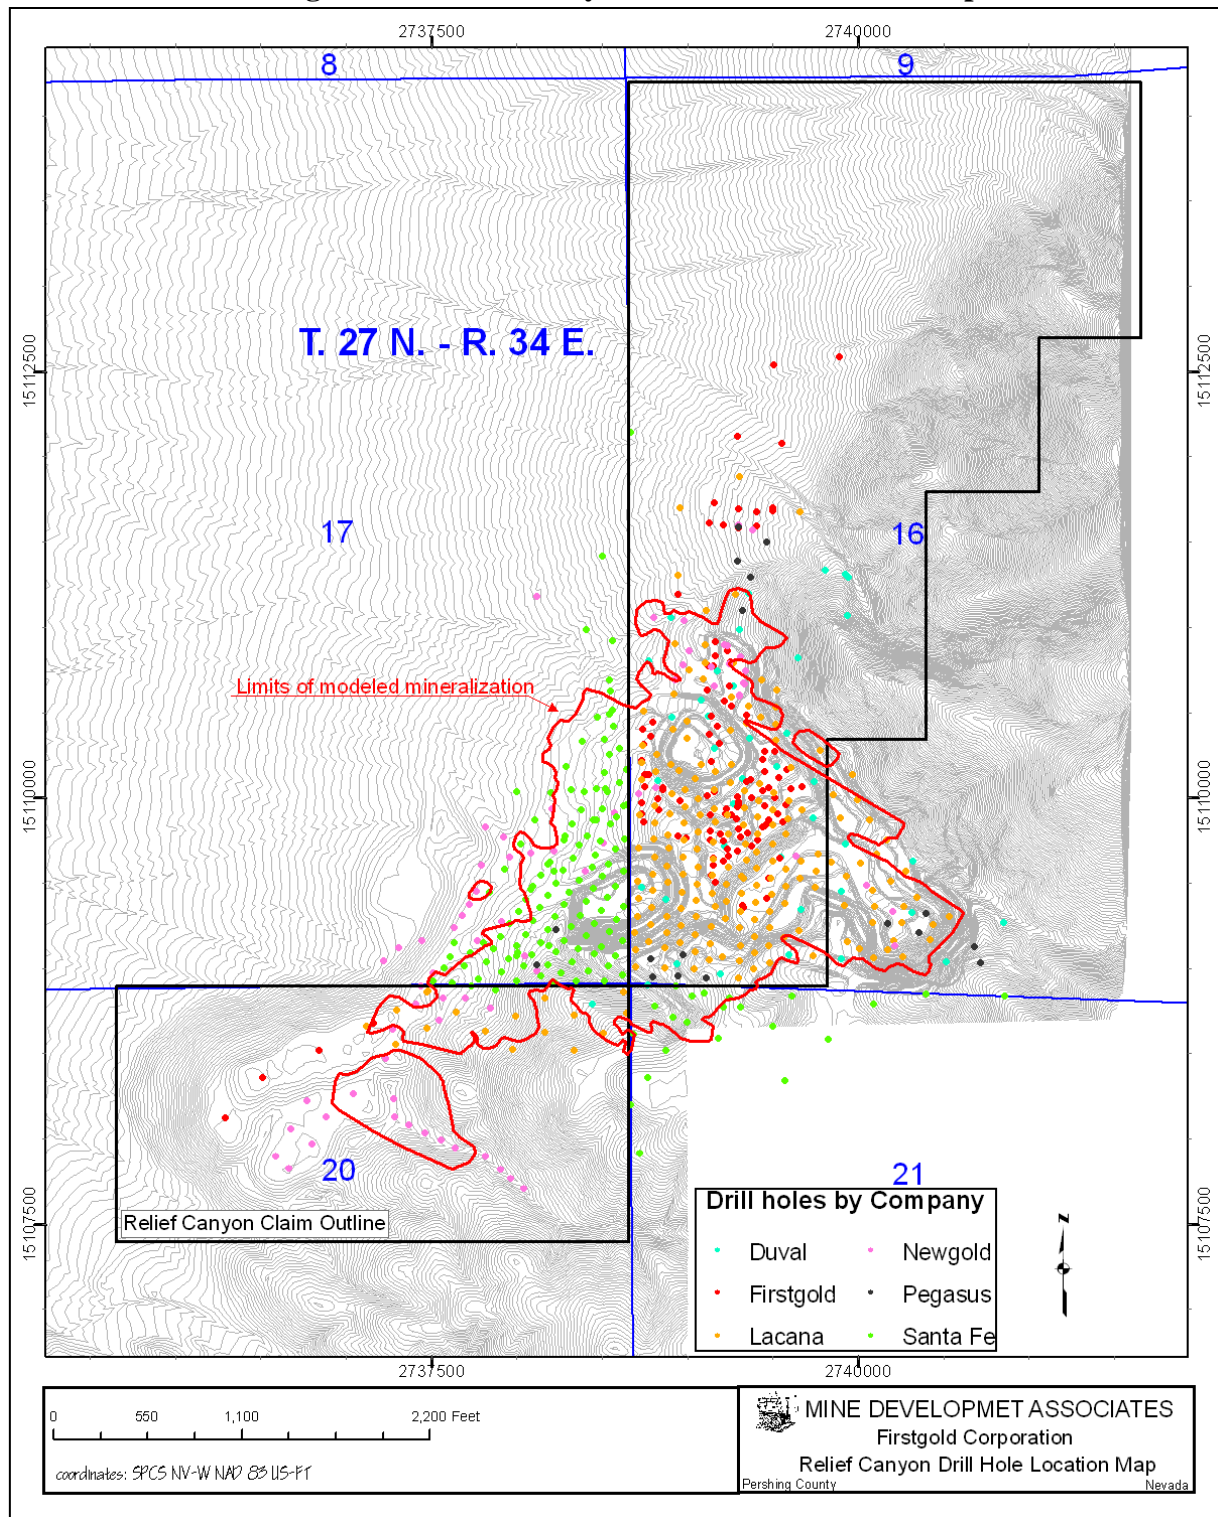 2737500 2740000
8 9
T. 27 N. - R. 34 E.
15112500 15112500
17 16
Limits of modeled mineralization
15110000 15110000
20 21
Relief Canyon Claim Outline
15107500 15107500
Drill holes by Company
Duval Newgold
Firstgold Pegasus
Lacana Santa Fe
N
2737500 2740000
0 550 1,100 2,200 Feet
coordinates: SPCS NV-W NAD 83 US-FT
MINE DEVELOPMET ASSOCIATES
Firstgold Corporation
Relief Canyon Drill Hole Location Map
Pershing County Nevada